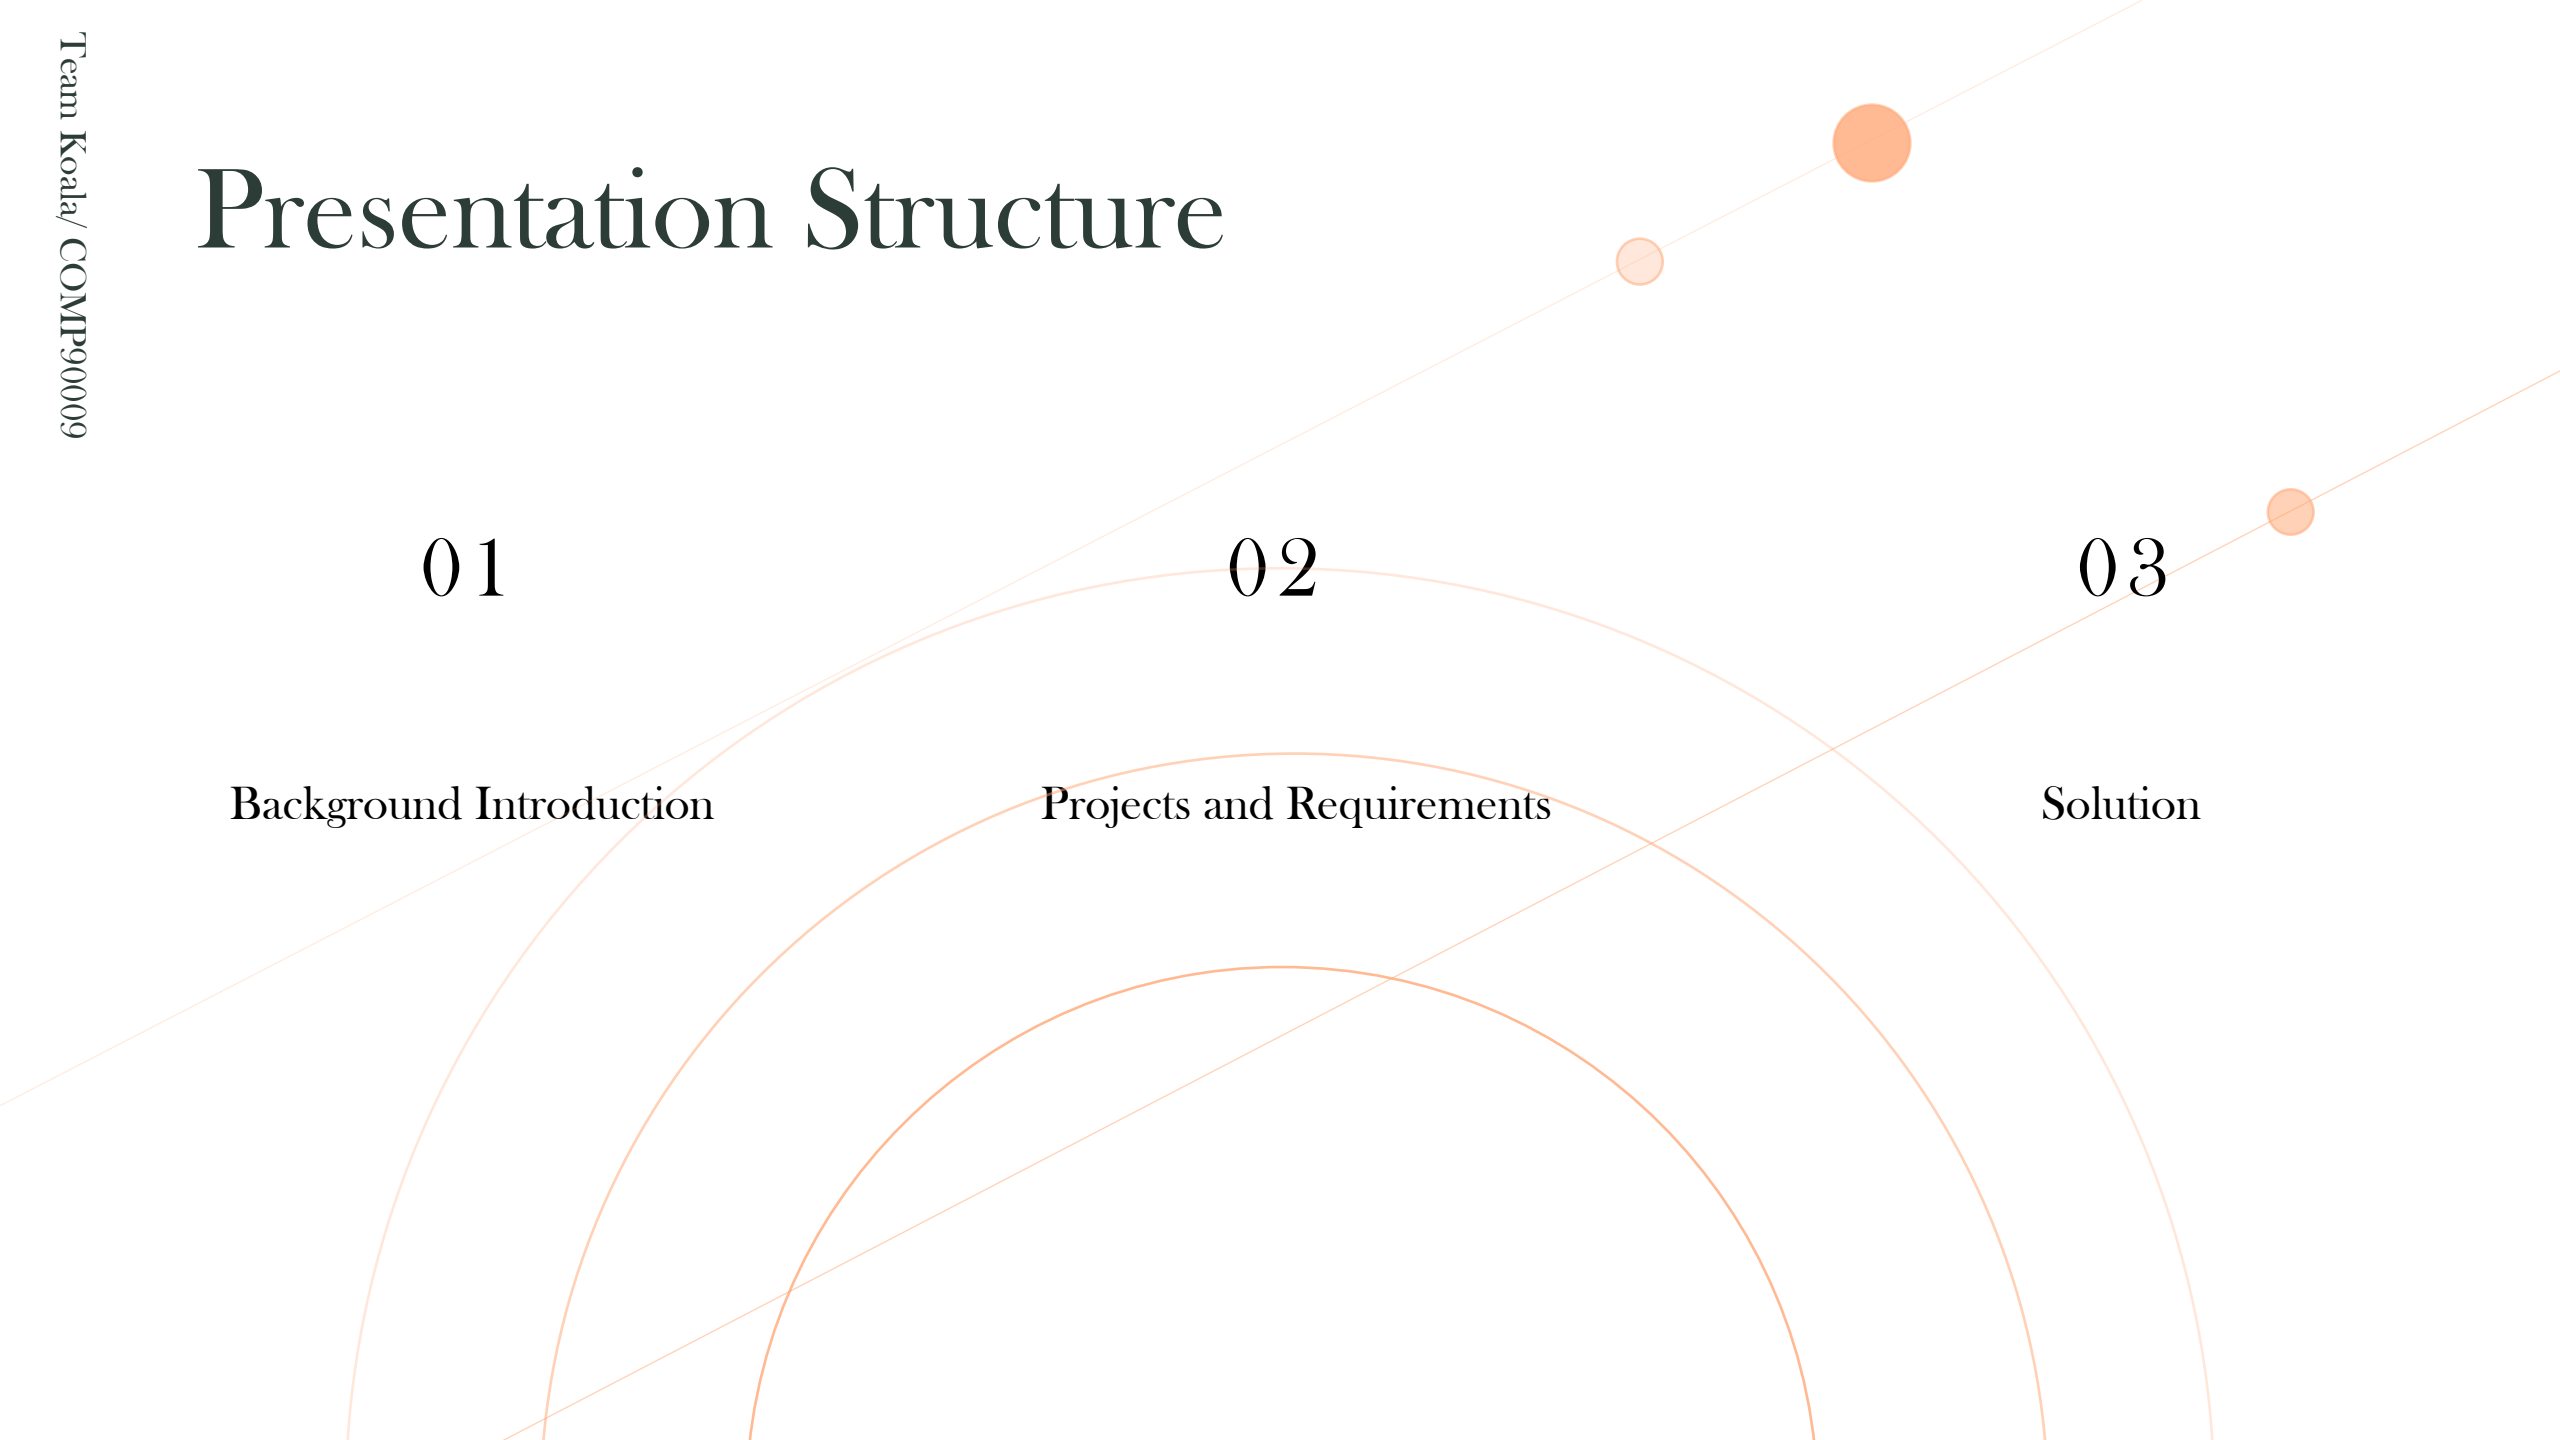 Team Koala/ COMP90009
Presentation Structure
01
02
03
Background Introduction
Projects and Requirements
Solution